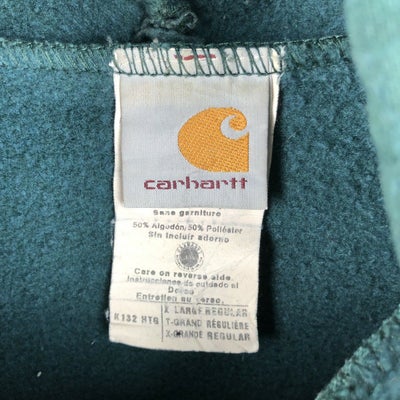 carhartt
Sans garniture
50% Algodón, 50% Poliéster
Sin incluir adorno
Care on reverse side.
Instrucciones de cuidado al
Dorso
Entretien au verso.
K132 HTG
X LARGE REGULAR
T-GRAND RÉGULIÈRE
X-GRANDE REGULAR